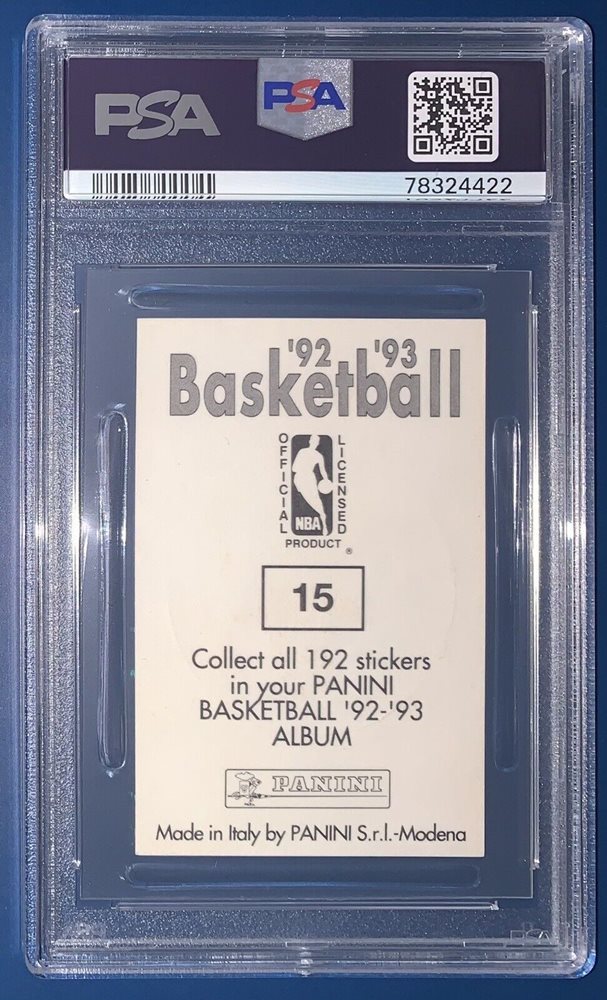 PSA
PSA
78324422
'92 '93
Basketball
OFFICIAL LICENSED
NBA
PRODUCT ®
15
Collect all 192 stickers
in your PANINI
BASKETBALL '92-'93
ALBUM
PANINI
Made in Italy by PANINI S.r.l.-Modena
PSA